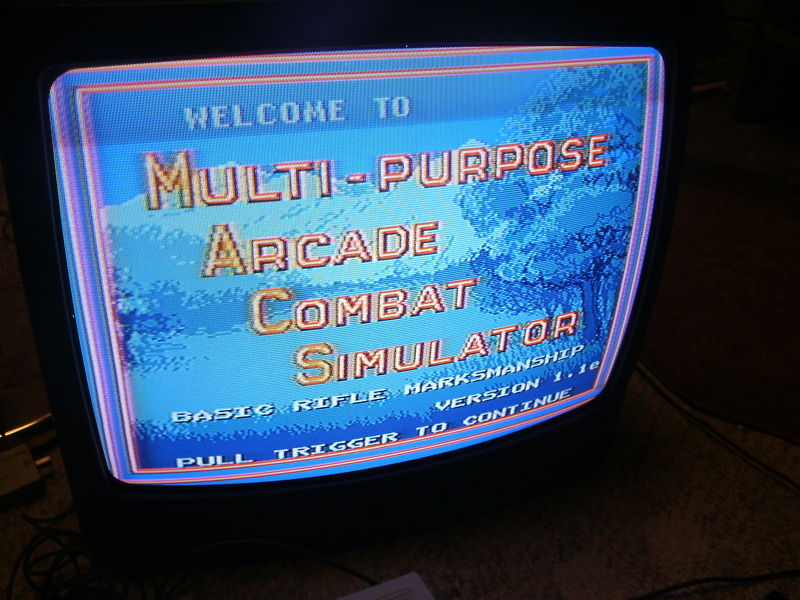 WELCOME TO
MULTI-PURPOSE
ARCADE
COMBAT
SIMULATOR
BASIC RIFLE MARKSMANSHIP
VERSION 1.1e
PULL TRIGGER TO CONTINUE